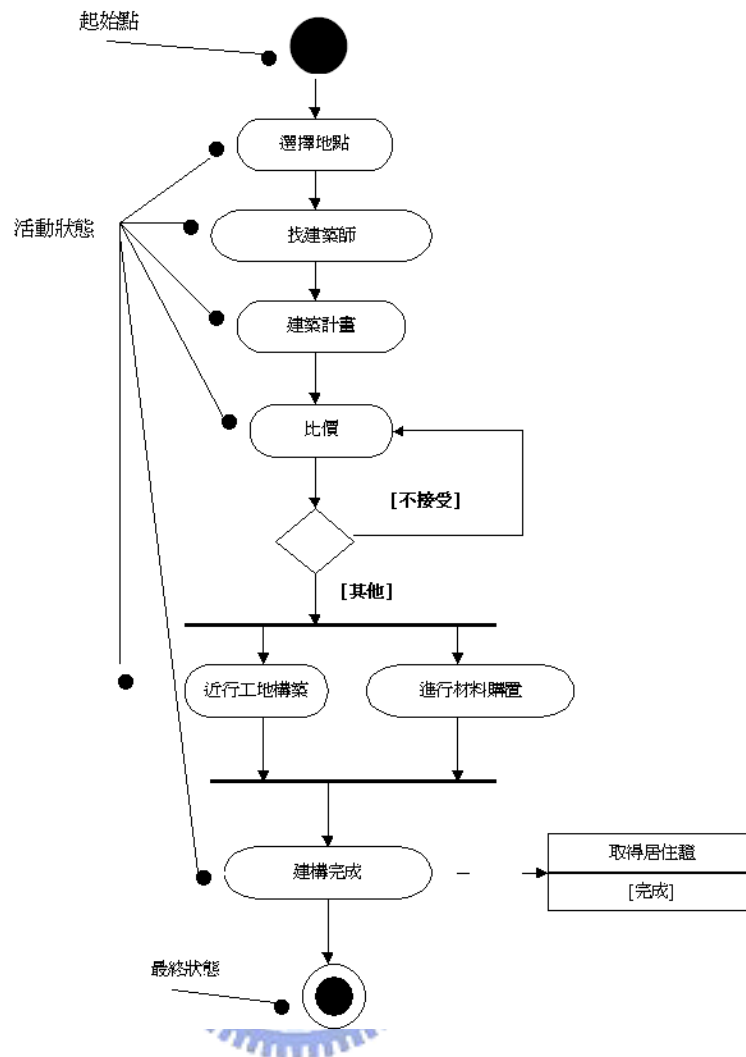 起始點
選擇地點
找建築師
活動狀態
建築計畫
比價
[不接受]
[其他]
近行工地構築
進行材料購置
取得居住證
建構完成
[完成]
最終狀態